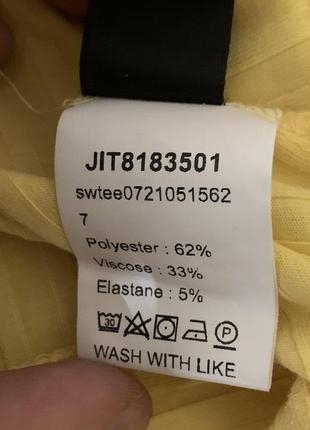 JIT8183501
swtee0721051562
7
Polyester : 62%
Viscose : 33%
Elastane : 5%
30 P
WASH WITH LIKE